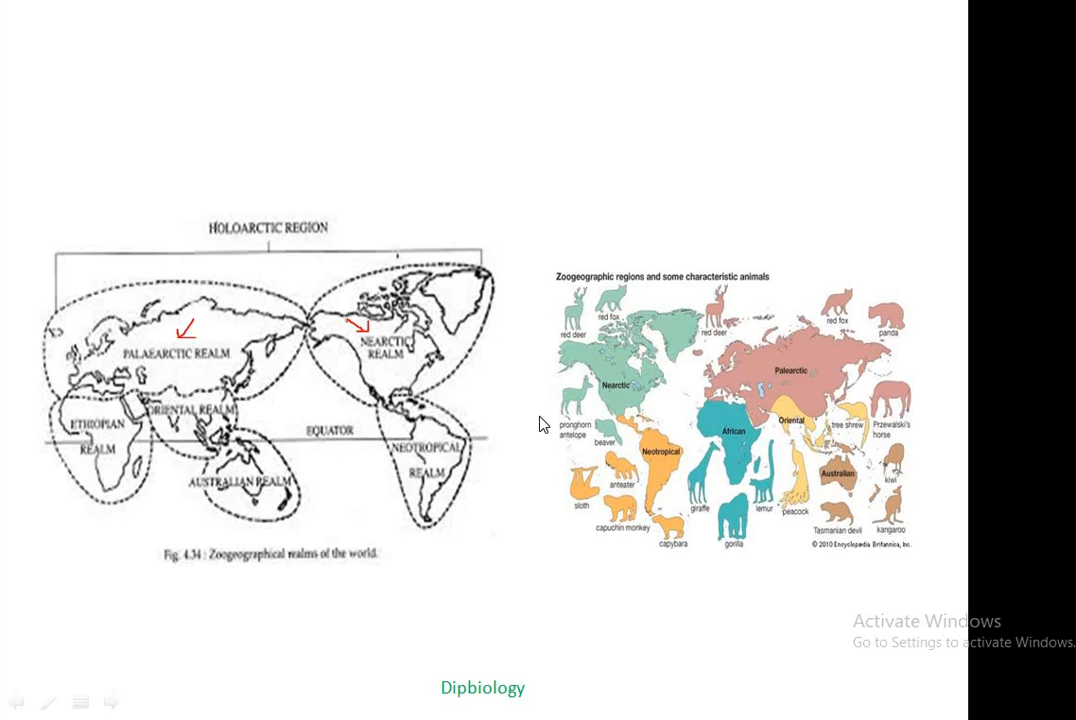 HOLOARCTIC REGION
PALAEARCTIC REALM
NEARCTIC
REALM
ETHIOPIAN
REALM
ORIENTAL REALM
EQUATOR
AUSTRALIAN REALM
NEOTROPICAL
REALM
Fig. 4.34 : Zoogeographical realms of the world.
Zoogeographic regions and some characteristic animals
red deer
red fox
red deer
red fox
panda
Nearctic
Palearctic
pronghorn
antelope
beaver
Neotropical
African
Oriental
tree shrew
Przewalski's
horse
Australian
kiwi
sloth
anteater
capuchin monkey
capybara
giraffe
gorilla
lemur
peacock
Tasmanian devil
kangaroo
© 2010 Encyclopædia Britannica, Inc.
Activate Windows
Go to Settings to activate Windows.
Dipbiology